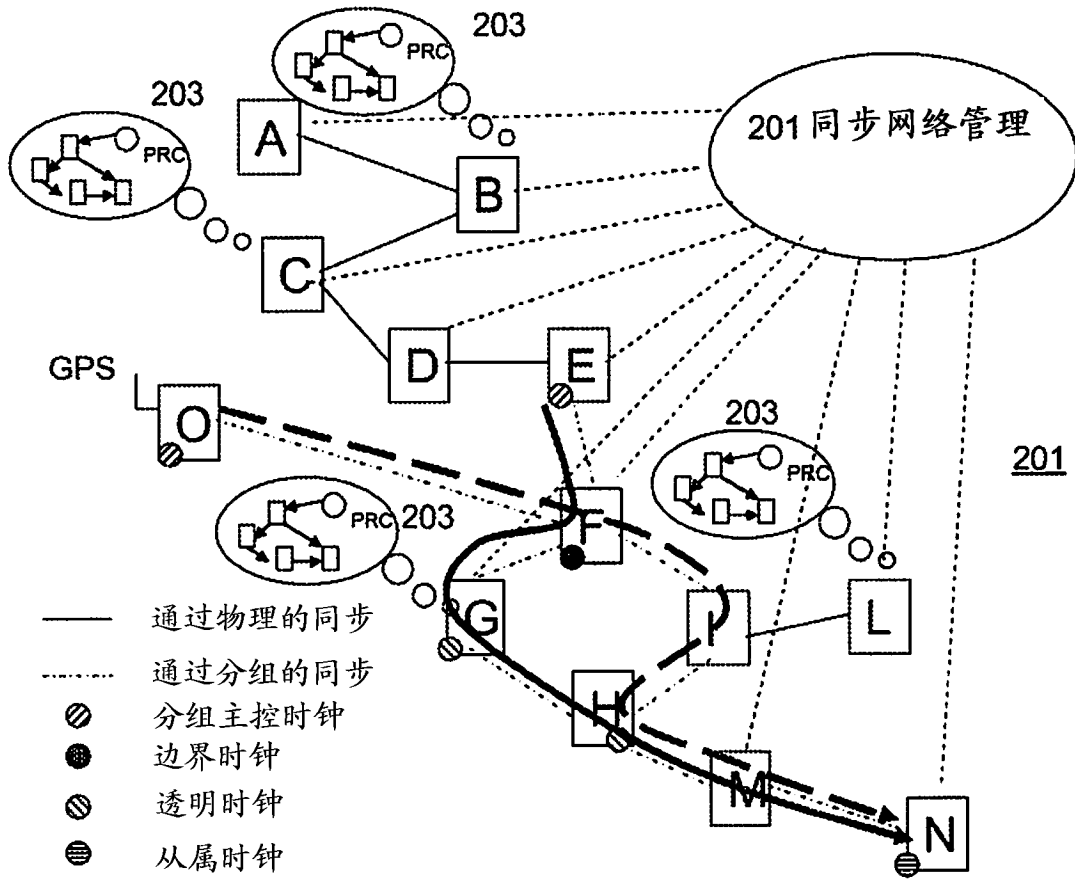 203
PRC
203
PRC
A
201同步网络管理
B
C
D
E
GPS
O
203
PRC
201
F
PRC
203
G
I
L
H
M
N
通过物理的同步
通过分组的同步
分组主控时钟
边界时钟
透明时钟
从属时钟